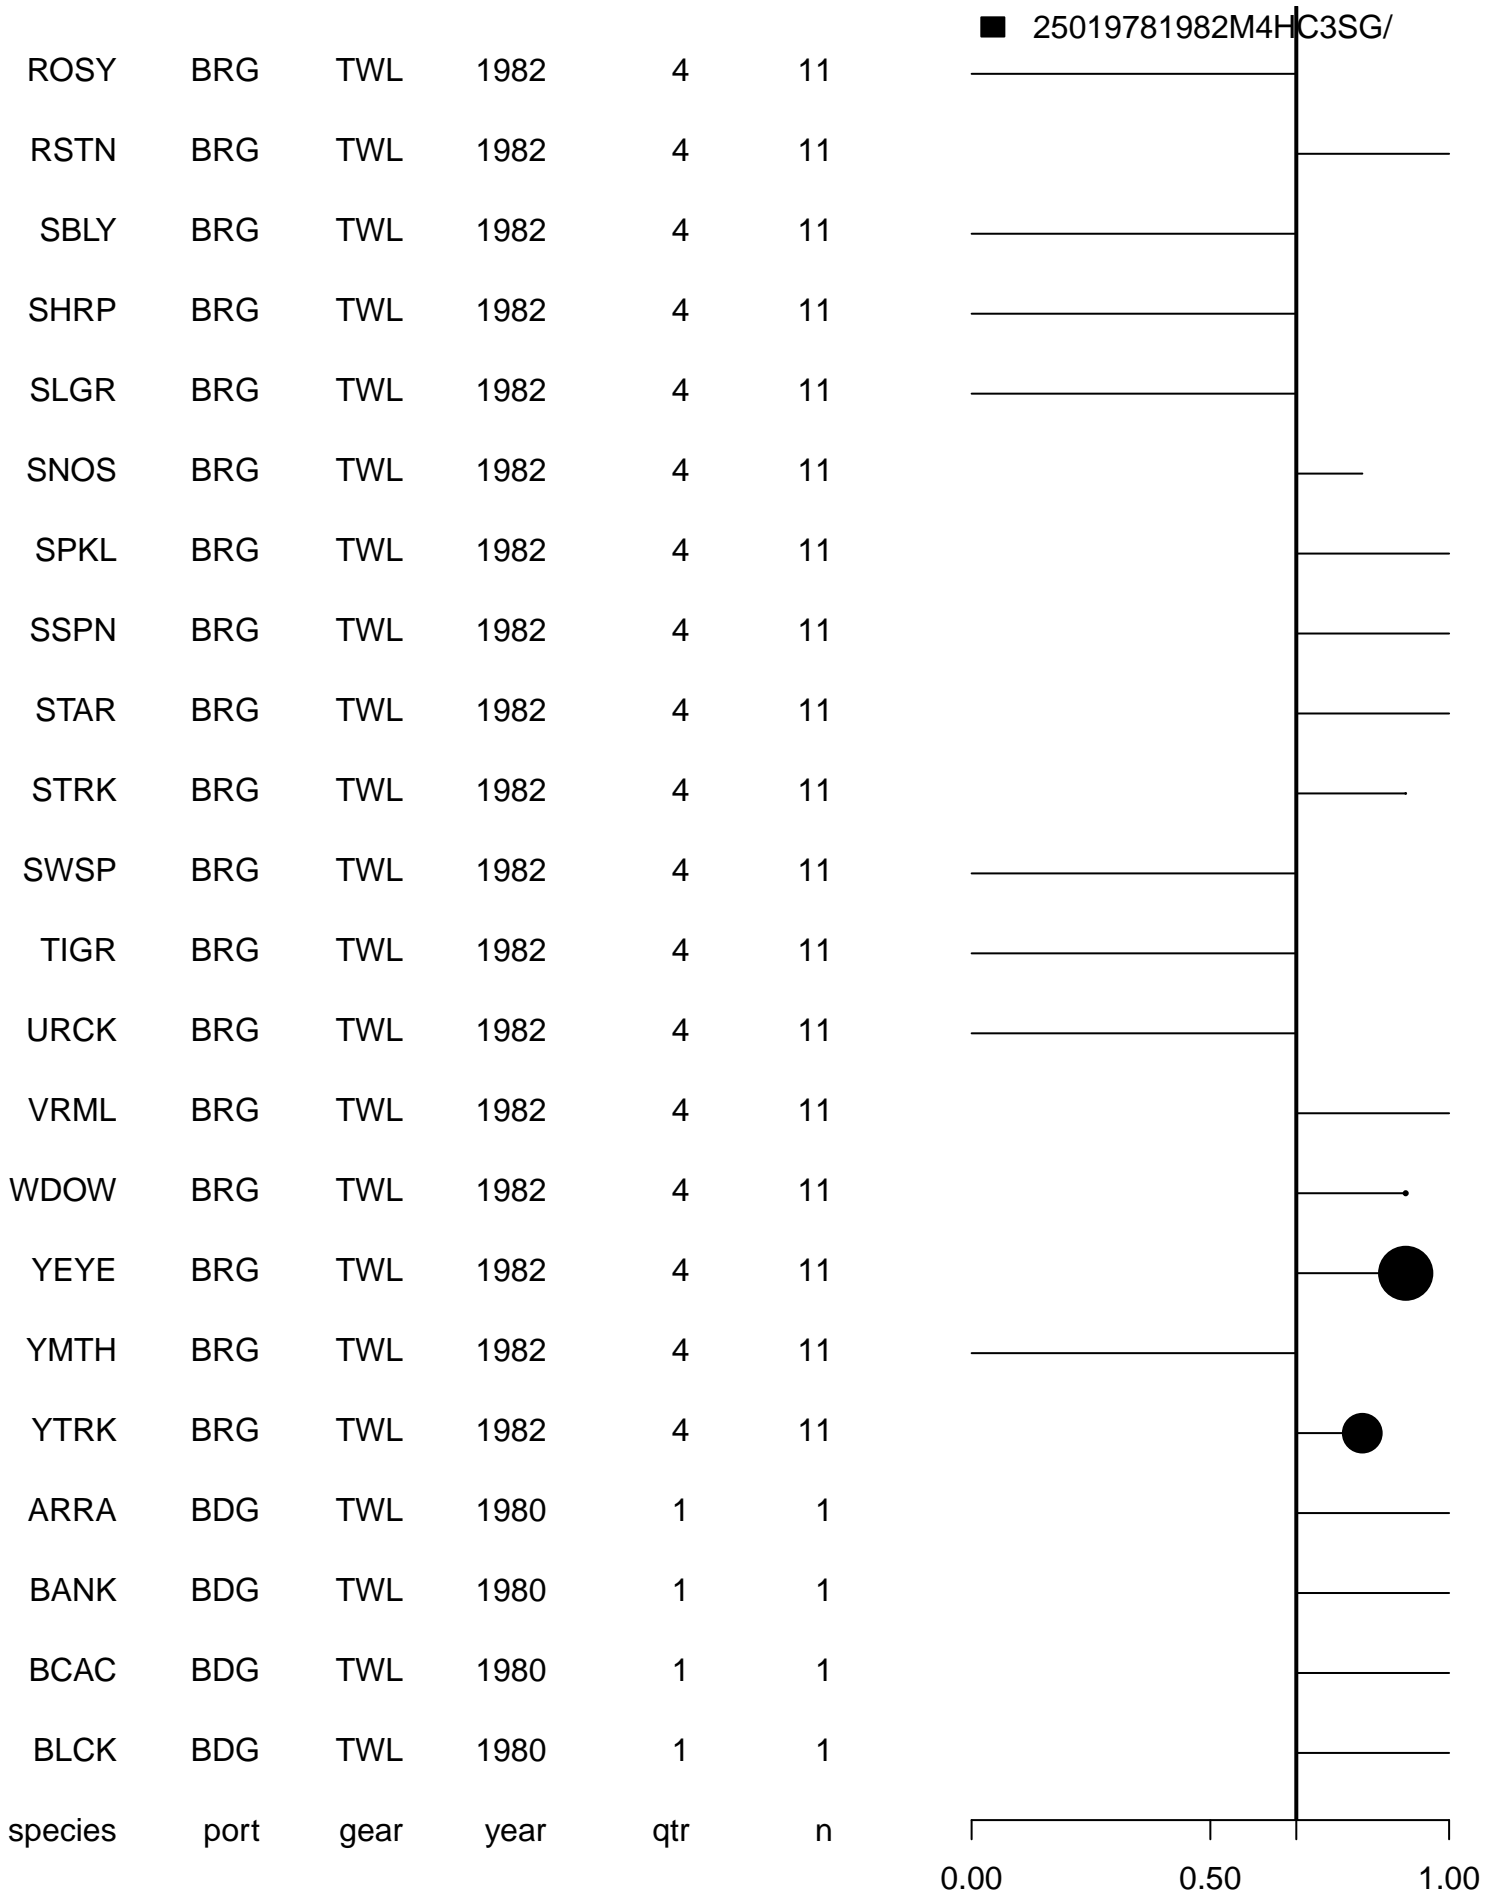 25019781982M4HC3SG/
ROSY BRG TWL 1982 4 11
RSTN BRG TWL 1982 4 11
SBLY BRG TWL 1982 4 11
SHRP BRG TWL 1982 4 11
SLGR BRG TWL 1982 4 11
SNOS BRG TWL 1982 4 11
SPKL BRG TWL 1982 4 11
SSPN BRG TWL 1982 4 11
STAR BRG TWL 1982 4 11
STRK BRG TWL 1982 4 11
SWSP BRG TWL 1982 4 11
TIGR BRG TWL 1982 4 11
URCK BRG TWL 1982 4 11
VRML BRG TWL 1982 4 11
WDOW BRG TWL 1982 4 11
YEYE BRG TWL 1982 4 11
YMTH BRG TWL 1982 4 11
YTRK BRG TWL 1982 4 11
ARRA BDG TWL 1980 1 1
BANK BDG TWL 1980 1 1
BCAC BDG TWL 1980 1 1
BLCK BDG TWL 1980 1 1
species port gear year qtr n
0.00 0.50 1.00